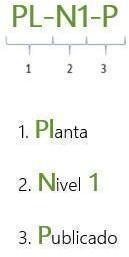 PL-N1-P
1 2 3
1. Planta
2. Nivel 1
3. Publicado